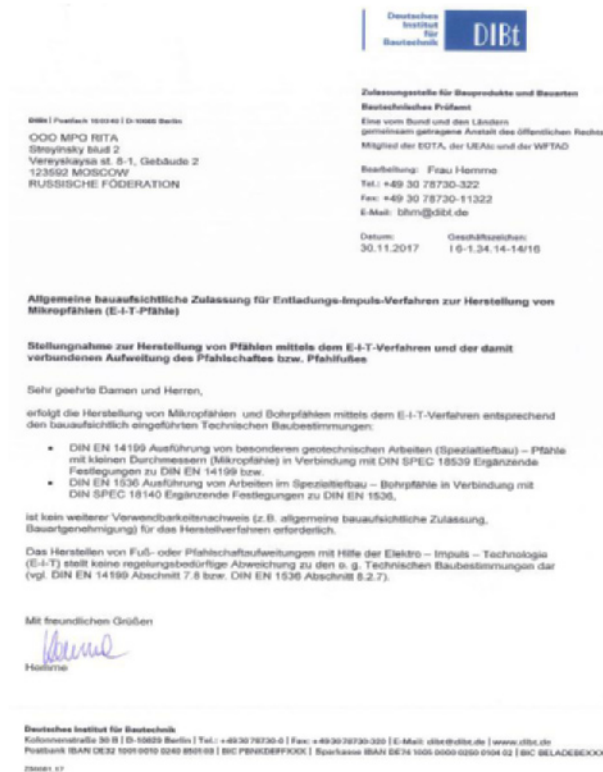 Deutsches
Institut
für
Bautechnik
DIBt
Zulassungsstelle für Bauprodukte und Bauarten
Bautechnisches Prüfamt
Eine vom Bund und den Ländern
gemeinsam getragene Anstalt des öffentlichen Rechts
Mitglied der EOTA, der UEAtc und der WFTAO
DIBt | Postfach | D-10829 Berlin
OOO MPO RITA
Stroyinsky blud 2
Vereyskaysa st. 8-1, Gebäude 2
123592 MOSCOW
RUSSISCHE FÖDERATION
Bearbeitung: Frau Hemme
Tel.: +49 30 78730-322
Fax: +49 30 78730-11322
E-Mail: bhm@dibt.de
Datum: Geschäftszeichen:
30.11.2017 I 6-1.34.14-14/16
Allgemeine bauaufsichtliche Zulassung für Entladungs-Impuls-Verfahren zur Herstellung von
Mikropfählen (E-I-T-Pfähle)
Stellungnahme zur Herstellung von Pfählen mittels dem E-I-T-Verfahren und der damit
verbundenen Aufweitung des Pfahlschaftes bzw. Pfahlfußes
Sehr geehrte Damen und Herren,
erfolgt die Herstellung von Mikropfählen und Bohrpfählen mittels dem E-I-T-Verfahren entsprechend
den bauaufsichtlich eingeführten Technischen Baubestimmungen:
• DIN EN 14199 Ausführung von besonderen geotechnischen Arbeiten (Spezialtiefbau) – Pfähle
mit kleinen Durchmessern (Mikropfähle) in Verbindung mit DIN SPEC 18539 Ergänzende
Festlegungen zu DIN EN 14199 bzw.
• DIN EN 1536 Ausführung von Arbeiten im Spezialtiefbau – Bohrpfähle in Verbindung mit
DIN SPEC 18140 Ergänzende Festlegungen zu DIN EN 1536,
ist kein weiterer Verwendbarkeitsnachweis (z.B. allgemeine bauaufsichtliche Zulassung,
Bauartgenehmigung) für das Herstellverfahren erforderlich.
Das Herstellen von Fuß- oder Pfahlschaftaufweitungen mit Hilfe der Elektro – Impuls – Technologie
(E-I-T) stellt keine regelungsbedürftige Abweichung zu den o. g. Technischen Baubestimmungen dar
(vgl. DIN EN 14199 Abschnitt 7.8 bzw. DIN EN 1536 Abschnitt 8.2.7).
Mit freundlichen Grüßen
Hemme
Deutsches Institut für Bautechnik
Kolonnenstraße 30 B | D-10829 Berlin | Tel.: +493078730-0 | Fax: +493078730-320 | E-Mail: dibt@dibt.de | www.dibt.de
Postbank IBAN | BIC PBNKDEFFXXX | Sparkasse IBAN | BIC BELADEBEXXX